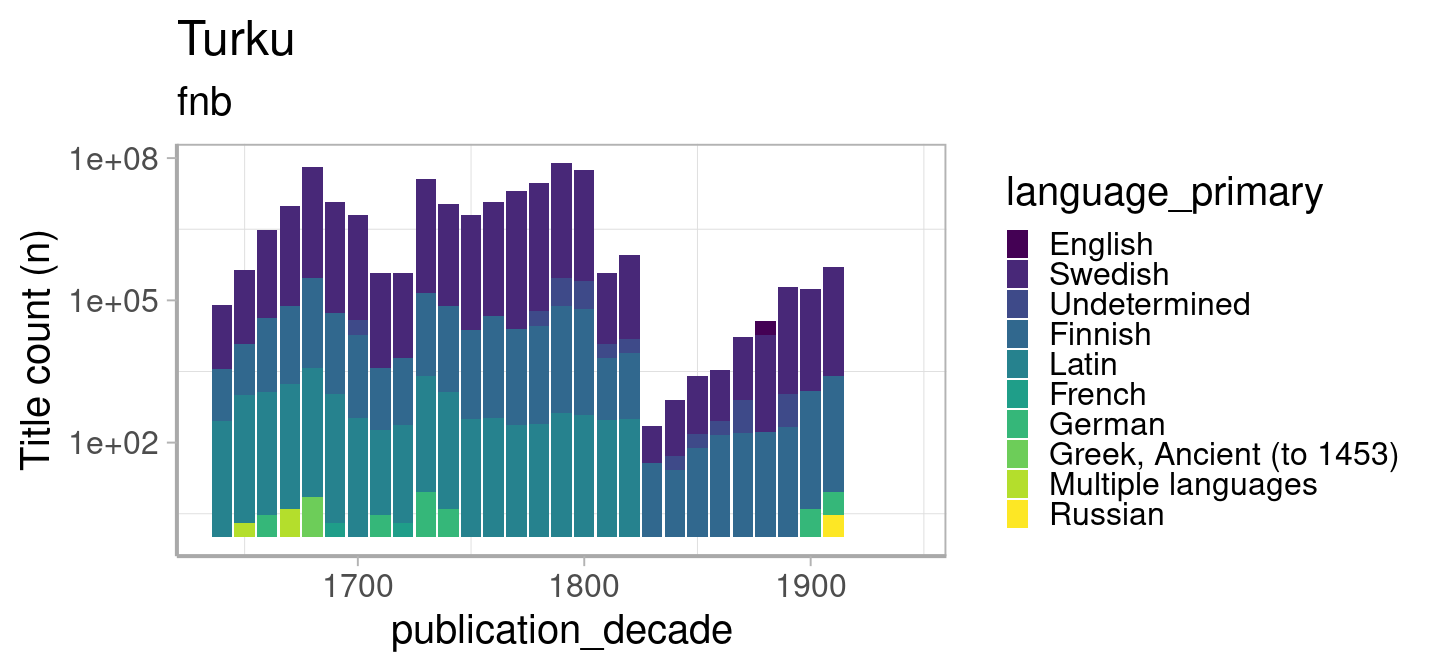 Turku
fnb
1e+08
1e+05
1e+02
Title count (n)
1700
1800
1900
publication_decade
language_primary
English
Swedish
Undetermined
Finnish
Latin
French
German
Greek, Ancient (to 1453)
Multiple languages
Russian